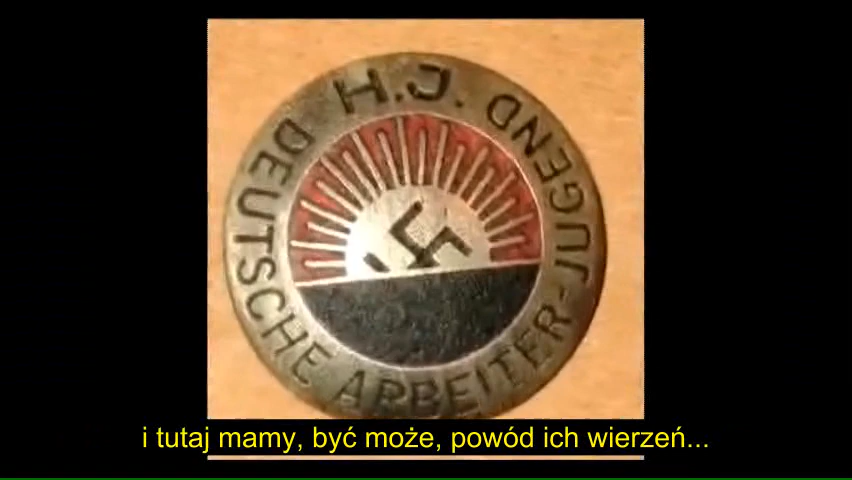 H.J. DEUTSCHE ARBEITER-JUGEND
i tutaj mamy, być może, powód ich wierzeń...